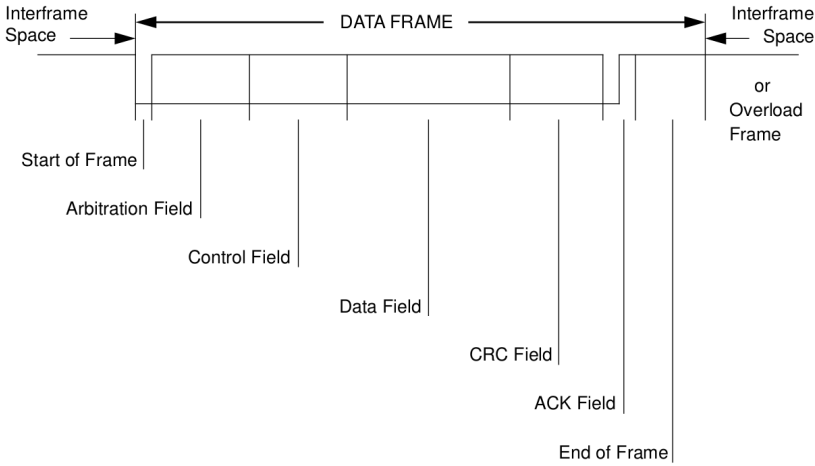 Interframe
Space
DATA FRAME
Interframe
Space
or
Overload
Frame
Start of Frame
Arbitration Field
Control Field
Data Field
CRC Field
ACK Field
End of Frame